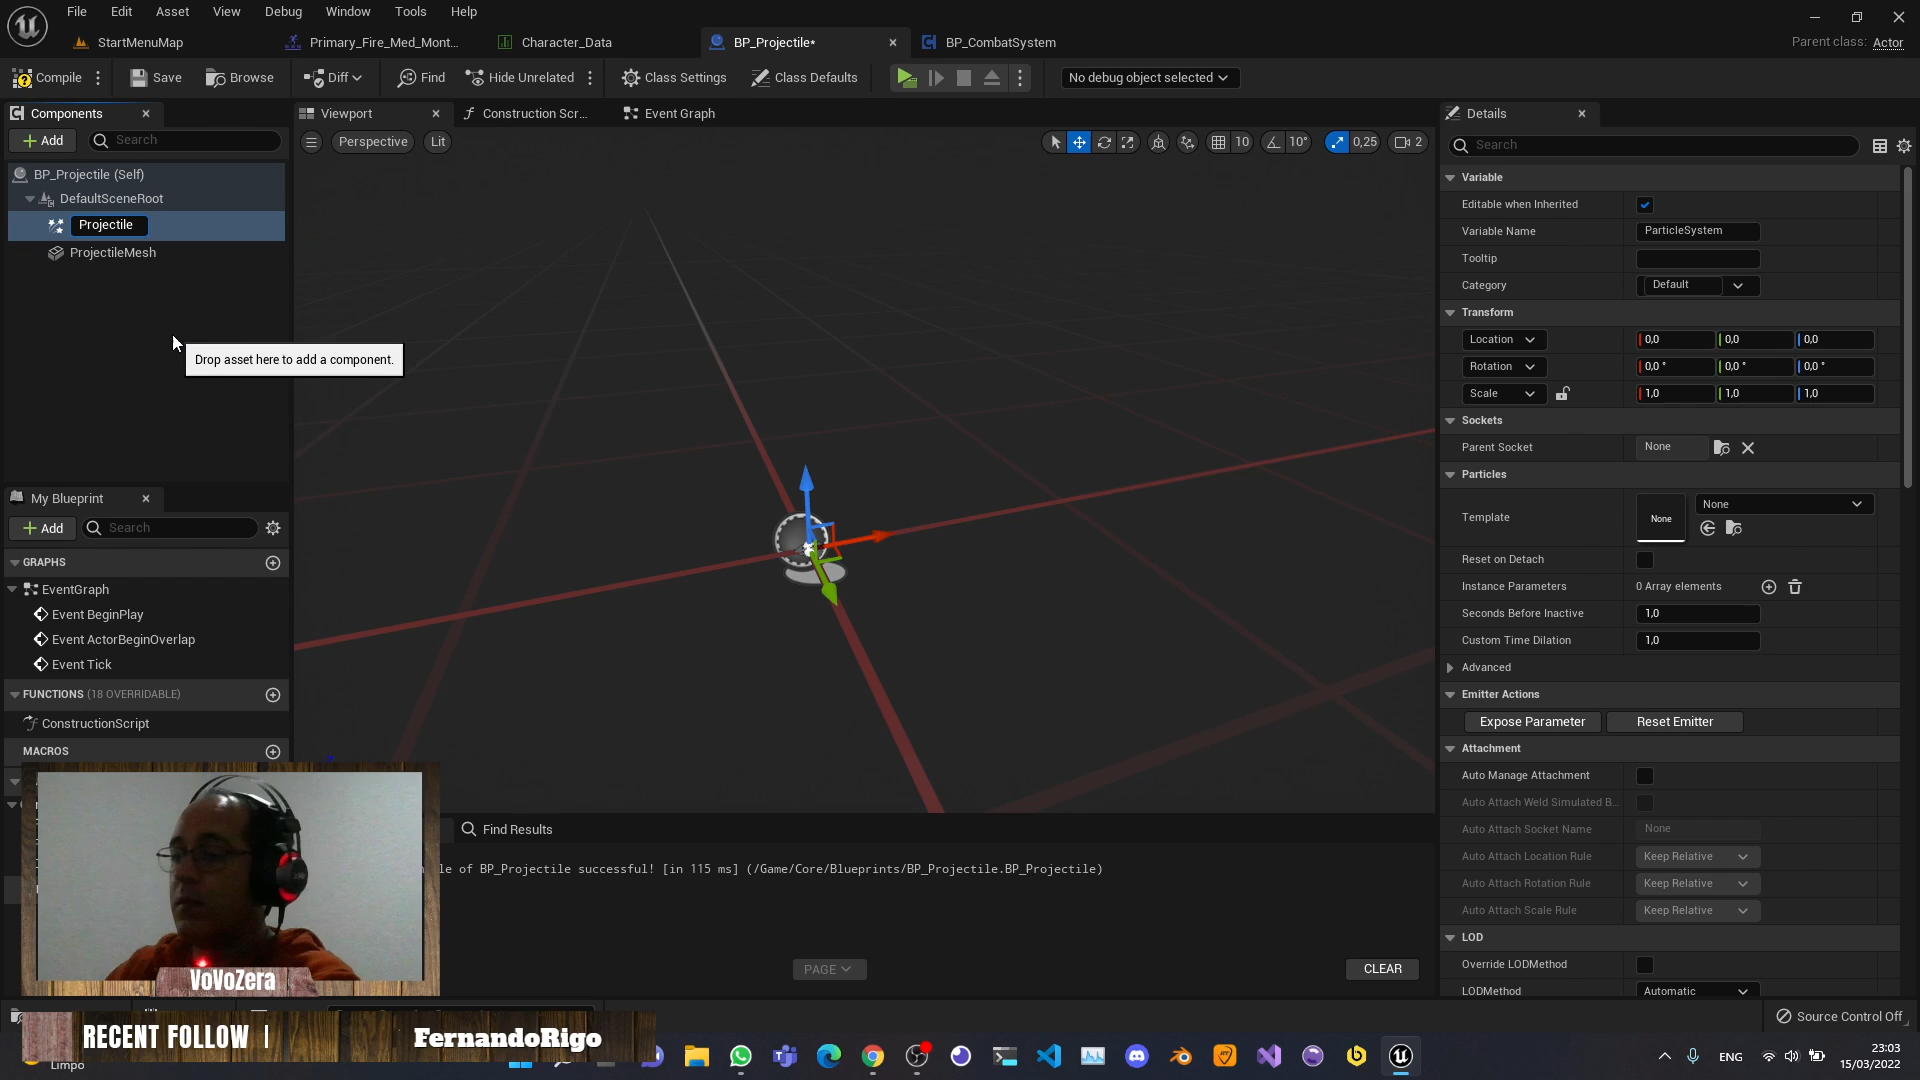 File Edit Asset View Debug Window Tools Help
StartMenuMap Primary_Fire_Med_Mont... Character_Data BP_Projectile* BP_CombatSystem Parent class: Actor
Compile Save Browse Diff Find Hide Unrelated Class Settings Class Defaults No debug object selected
Components Viewport Construction Scr... Event Graph Details
Add Search Perspective Lit 10 10° 0,25 2 Search
BP_Projectile (Self)
DefaultSceneRoot
Projectile
ProjectileMesh
Drop asset here to add a component.
My Blueprint
Add Search
GRAPHS
EventGraph
Event BeginPlay
Event ActorBeginOverlap
Event Tick
FUNCTIONS (18 OVERRIDABLE)
ConstructionScript
MACROS
Variable
Editable when Inherited
Variable Name ParticleSystem
Tooltip
Category Default
Transform
Location 0,0 0,0 0,0
Rotation 0,0 ° 0,0 ° 0,0 °
Scale 1,0 1,0 1,0
Sockets
Parent Socket None
Particles
Template None None
Reset on Detach
Instance Parameters 0 Array elements
Seconds Before Inactive 1,0
Custom Time Dilation 1,0
Advanced
Emitter Actions
Expose Parameter Reset Emitter
Attachment
Auto Manage Attachment
Auto Attach Weld Simulated B...
Auto Attach Socket Name None
Auto Attach Location Rule Keep Relative
Auto Attach Rotation Rule Keep Relative
Auto Attach Scale Rule Keep Relative
LOD
Override LODMethod
LODMethod Automatic
Find Results
le of BP_Projectile successful! [in 115 ms] (/Game/Core/Blueprints/BP_Projectile.BP_Projectile)
PAGE CLEAR
VoVoZera
Source Control Off
RECENT FOLLOW | FernandoRigo
Limpo
ENG
23:03
15/03/2022